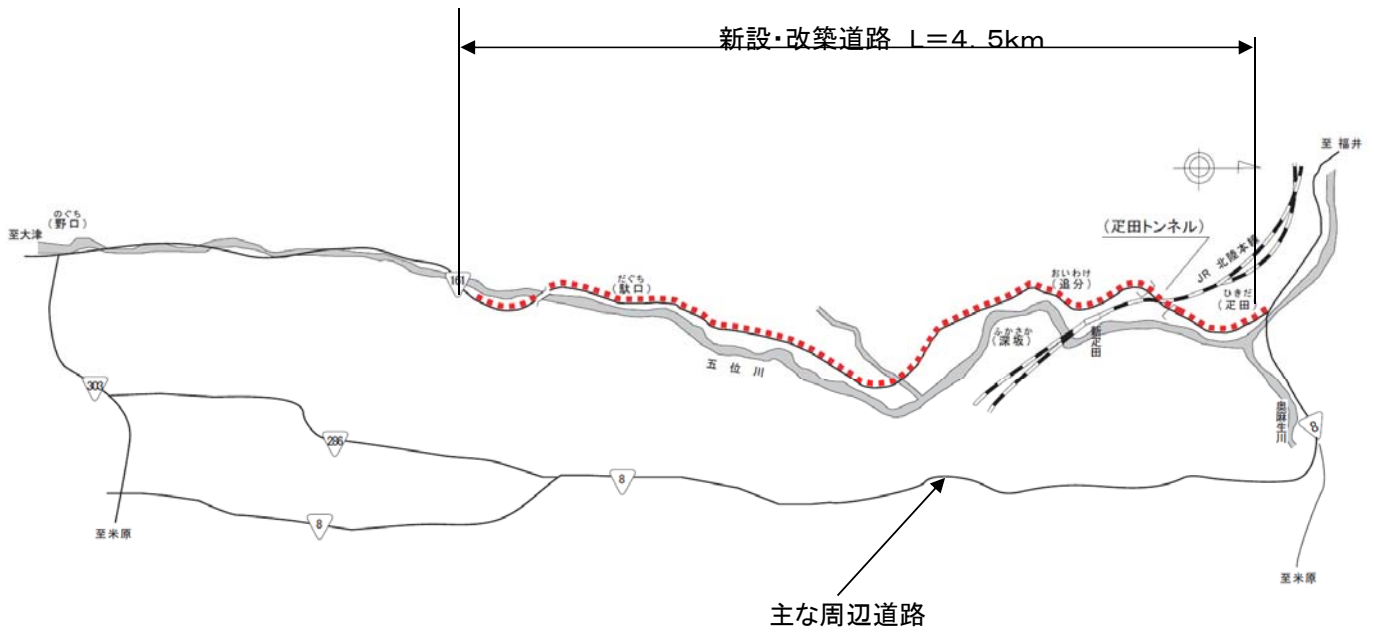 新設・改築道路 L=4.5km
至 福井
(疋田トンネル)
のぐち
(野口)
至大津
JR 北陸本線
161
だぐち
(駄口)
おいわけ
(追分)
ひきだ
(疋田)
ふかさか
(深坂)
新疋田
五位川
303
奥麻生川
8
286
8
8
至米原
至米原
主な周辺道路